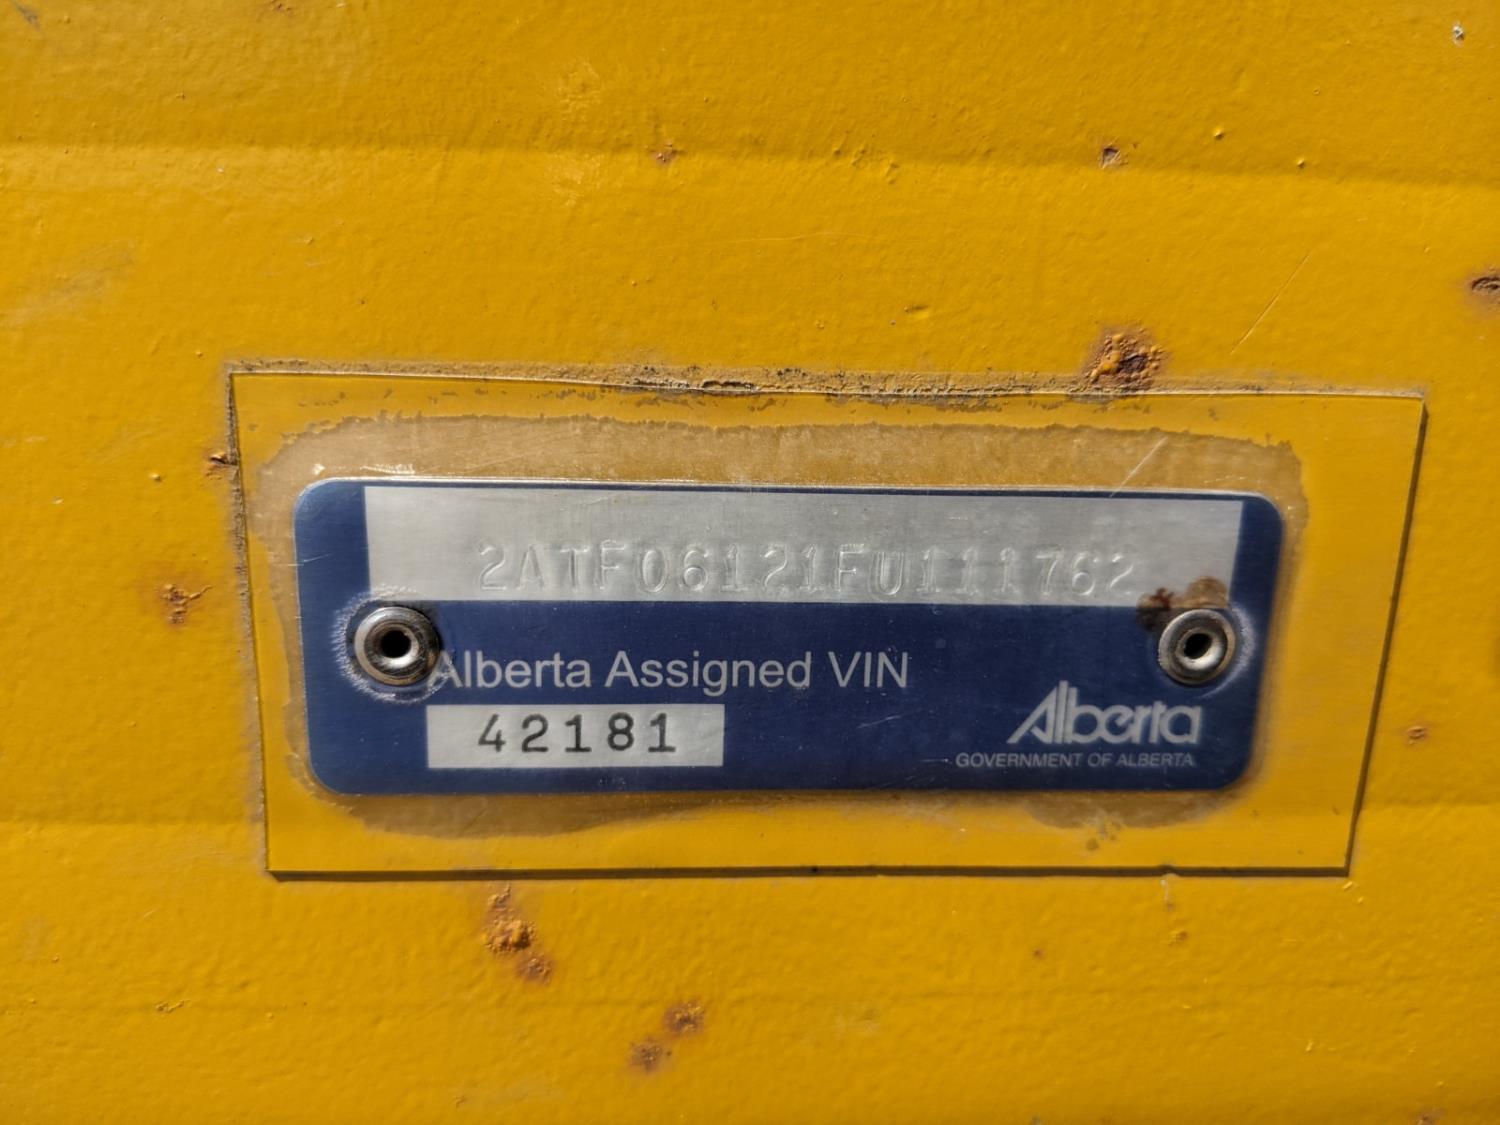 2ATF06121FU111762
Alberta Assigned VIN
42181
Alberta
GOVERNMENT OF ALBERTA